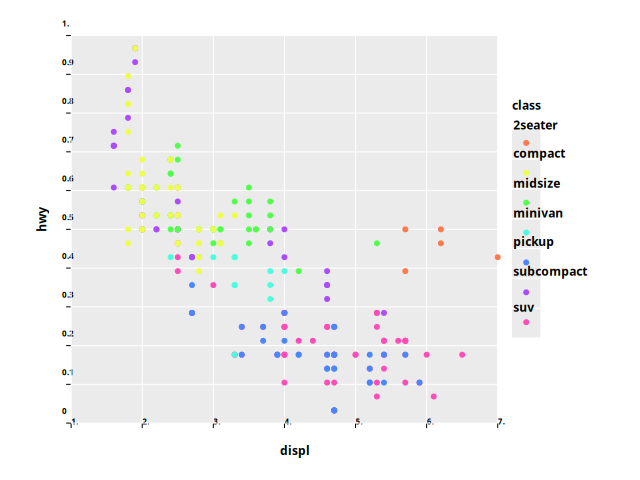 1.
0.9
0.8
0.7
0.6
0.5
0.4
0.3
0.2
0.1
0
hwy
1.
2.
3.
4.
5.
6.
7.
displ
class
2seater
compact
midsize
minivan
pickup
subcompact
suv